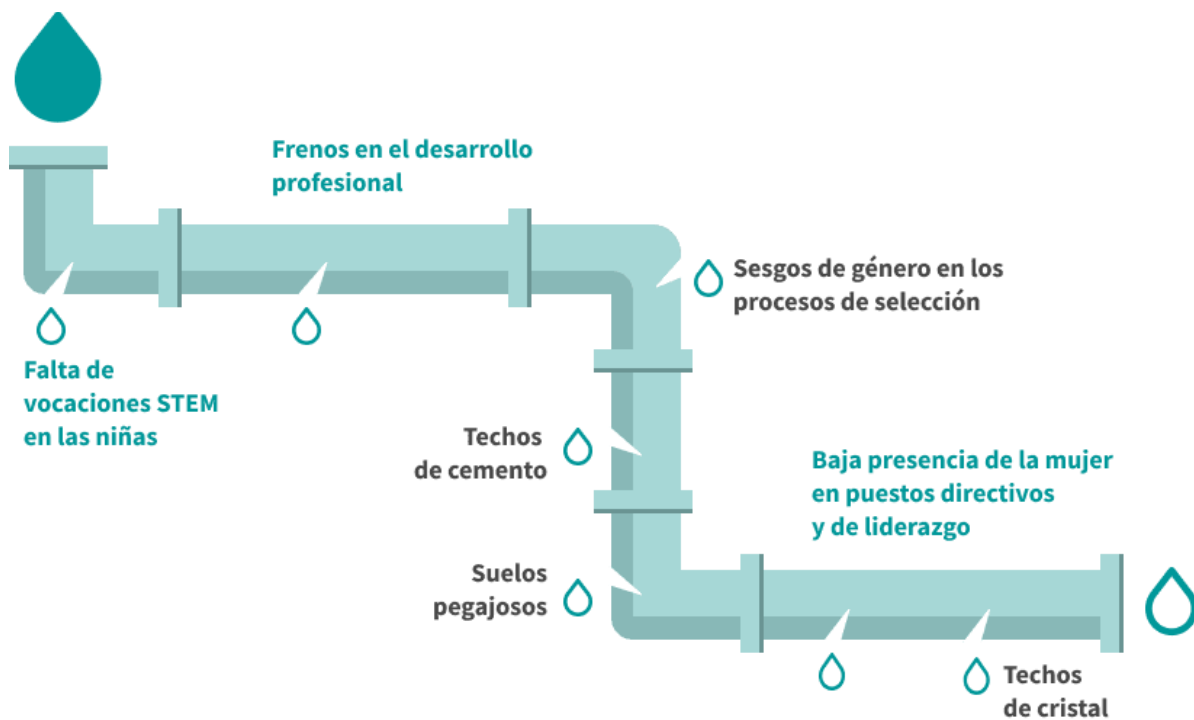 Frenos en el desarrollo
profesional
Sesgos de género en los
procesos de selección
Falta de
vocaciones STEM
en las niñas
Techos
de cemento
Baja presencia de la mujer
en puestos directivos
y de liderazgo
Suelos
pegajosos
Techos
de cristal